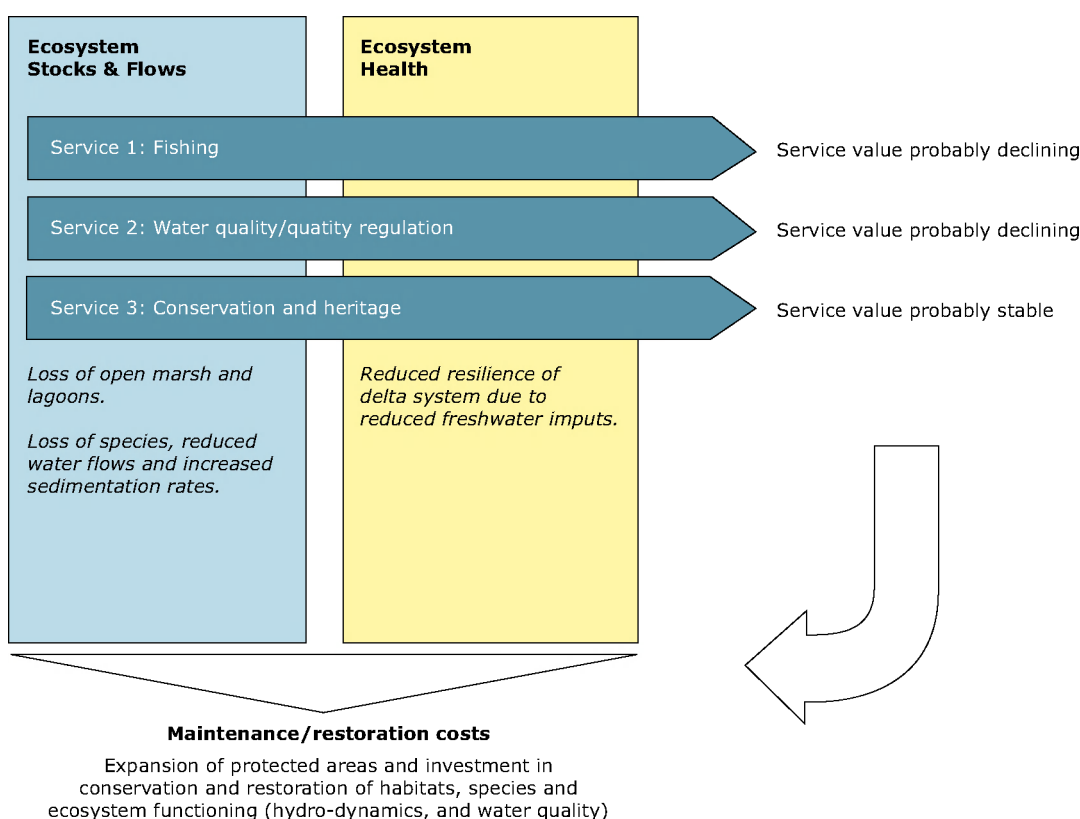 Ecosystem
Stocks & Flows
Ecosystem
Health
Service 1: Fishing
Service value probably declining
Service 2: Water quality/quatity regulation
Service value probably declining
Service 3: Conservation and heritage
Service value probably stable
Loss of open marsh and
lagoons.
Loss of species, reduced
water flows and increased
sedimentation rates.
Reduced resilience of
delta system due to
reduced freshwater imputs.
Maintenance/restoration costs
Expansion of protected areas and investment in
conservation and restoration of habitats, species and
ecosystem functioning (hydro-dynamics, and water quality)